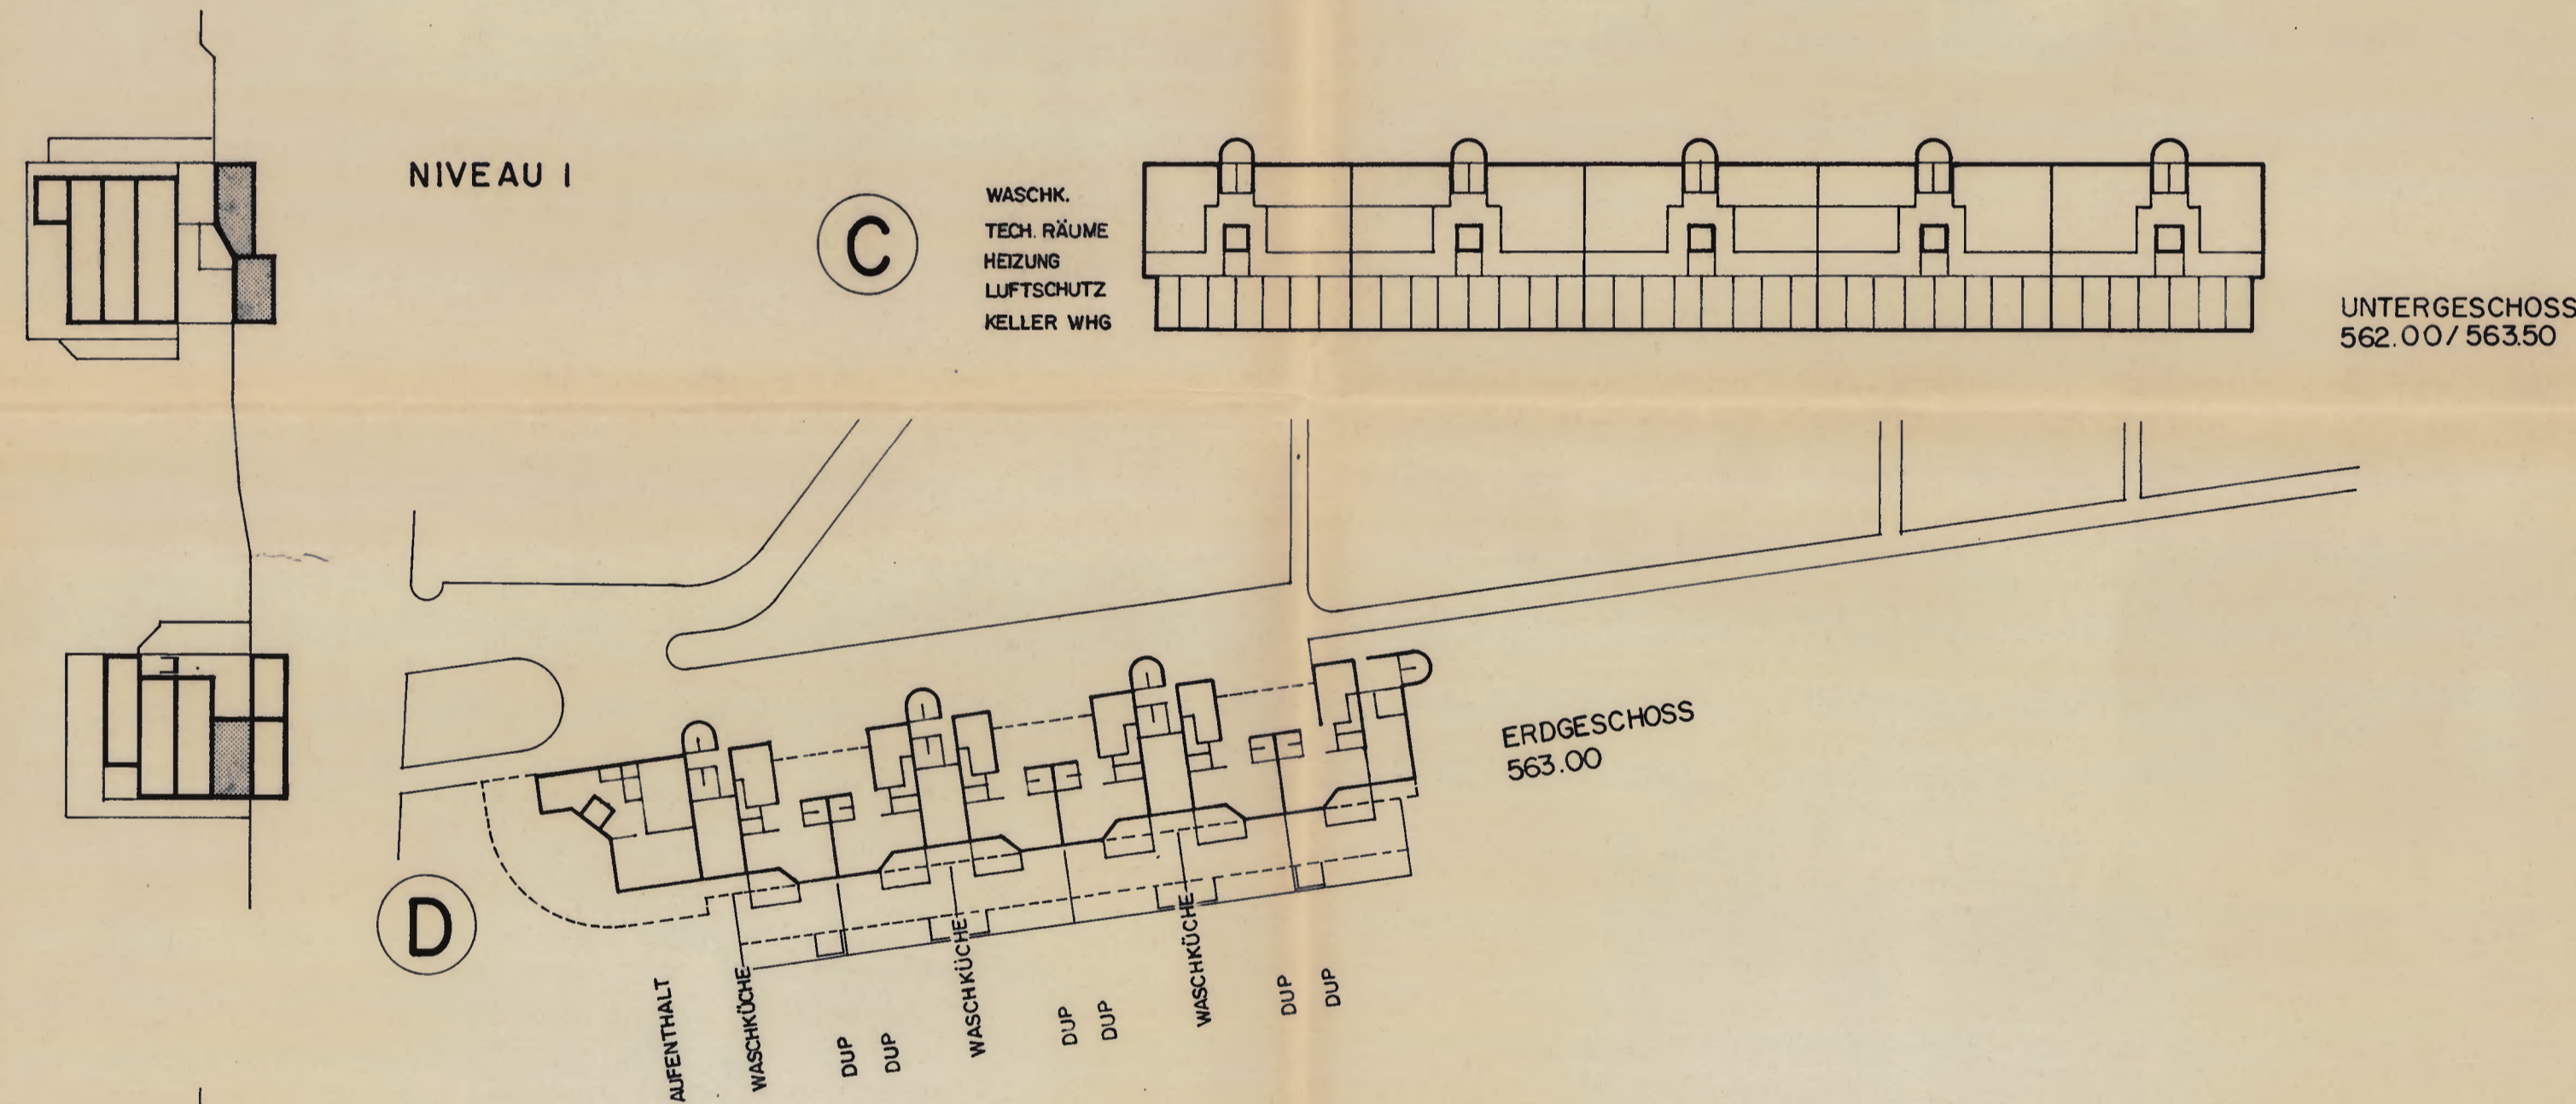 NIVEAU I
C
WASCHK.
TECH. RÄUME
HEIZUNG
LUFTSCHUTZ
KELLER WHG
UNTERGESCHOSS
562.00/563.50
ERDGESCHOSS
563.00
D
AUFENTHALT
WASCHKÜCHE
DUP
DUP
WASCHKÜCHE
DUP
DUP
WASCHKÜCHE
DUP
DUP